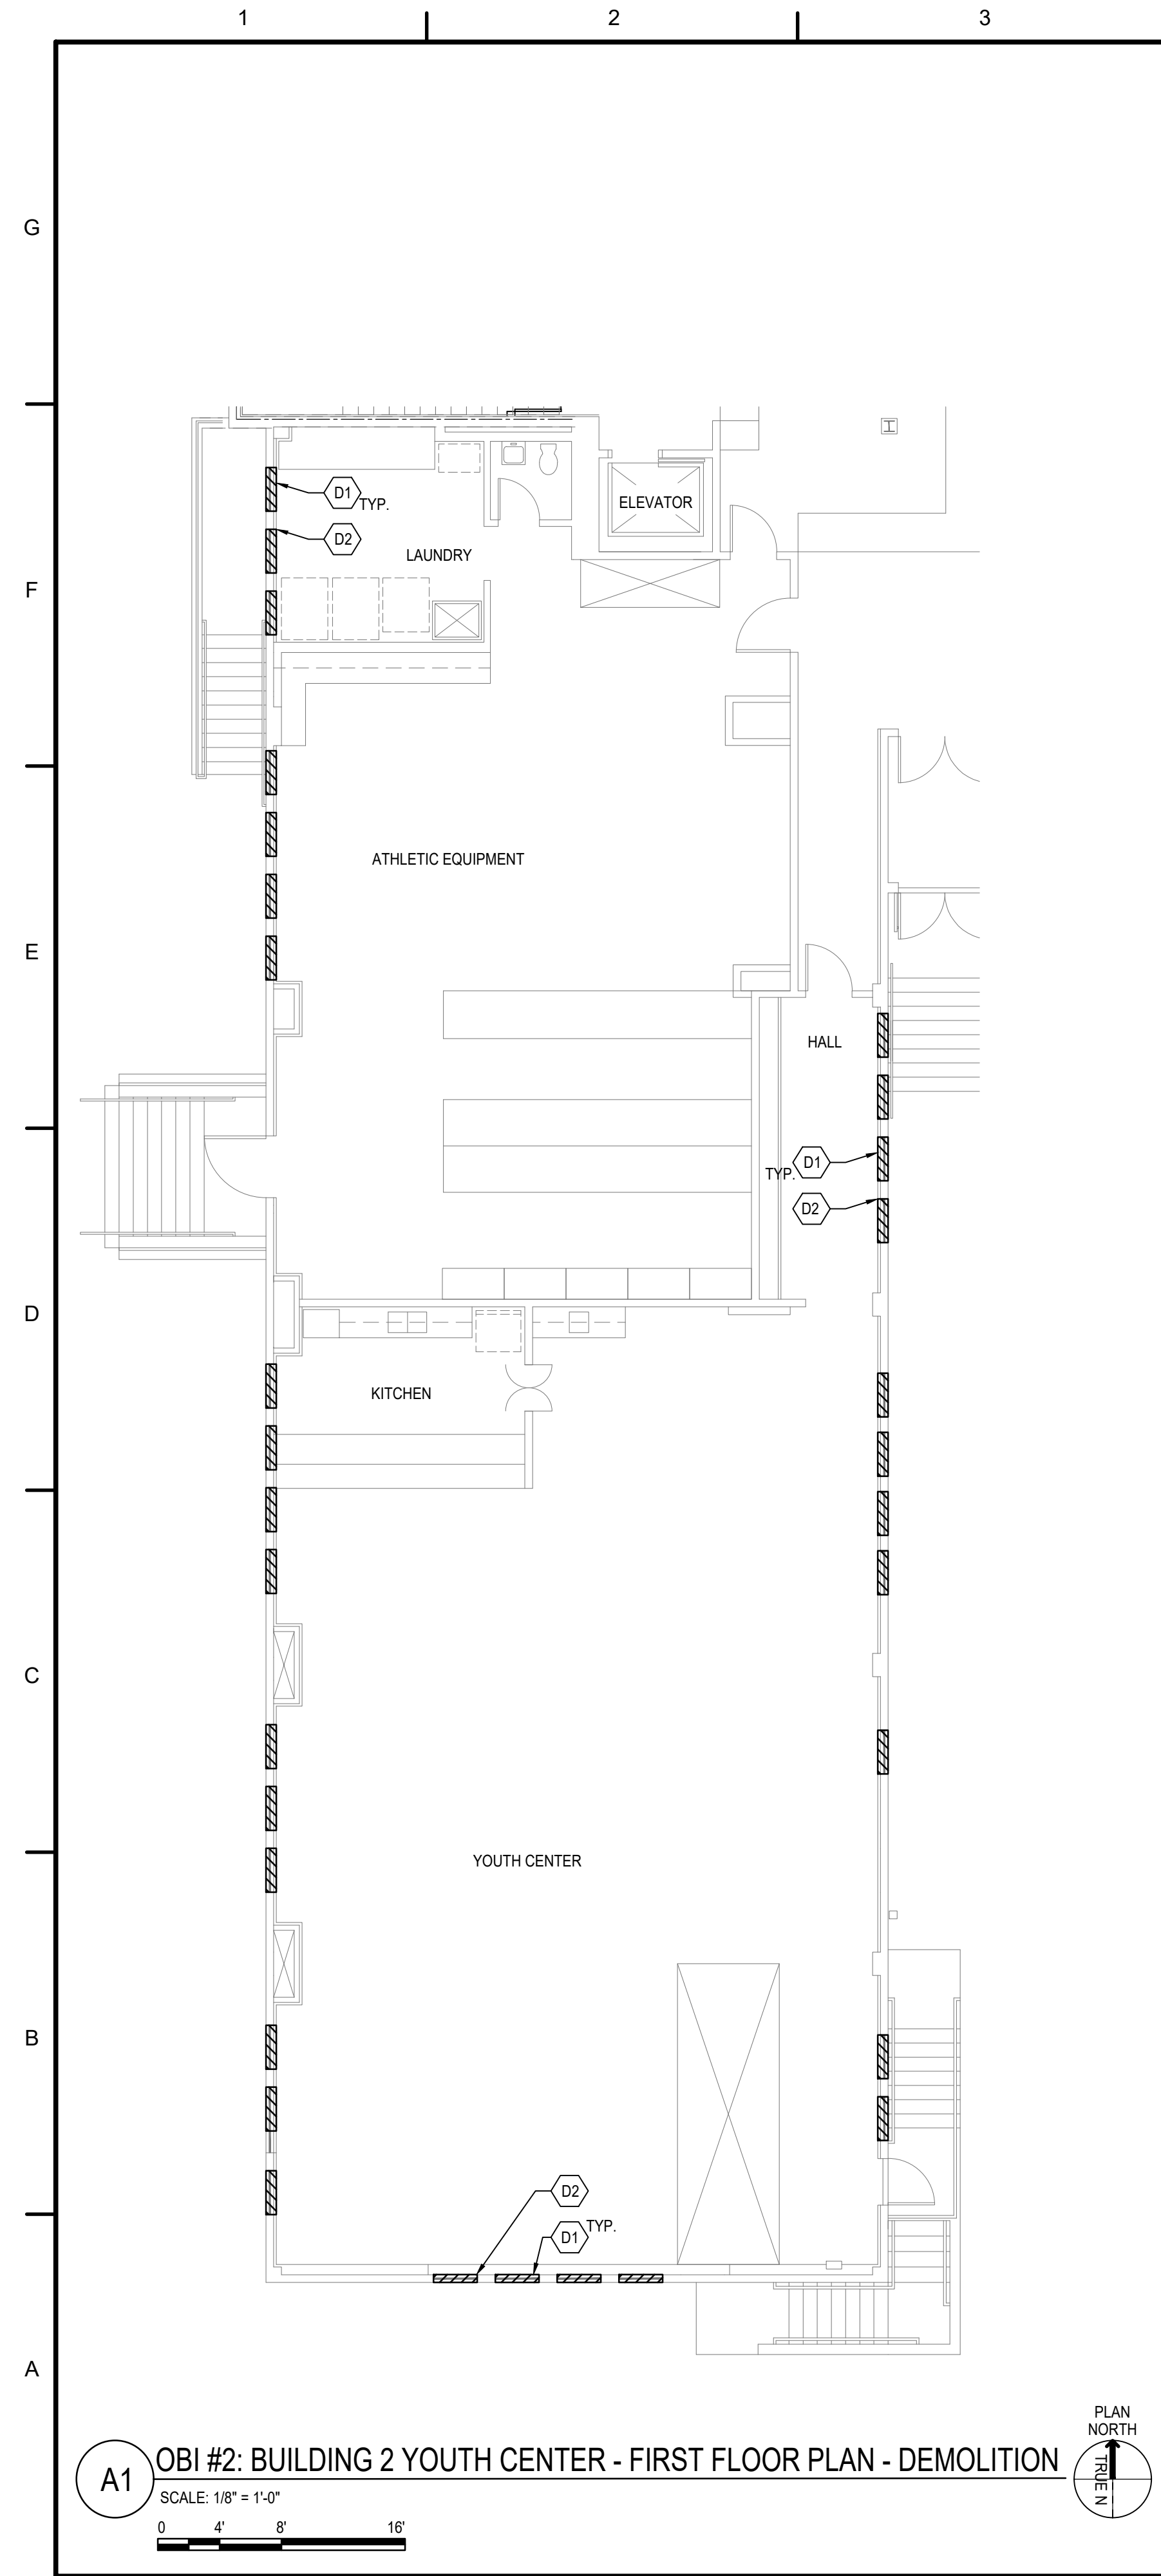 1
2
3
G
D1
TYP.
ELEVATOR
D2
LAUNDRY
F
ATHLETIC EQUIPMENT
E
HALL
D1
TYP.
D2
D
KITCHEN
C
YOUTH CENTER
B
D2
TYP.
D1
A
PLAN
NORTH
TRUE N
A1
OBI #2: BUILDING 2 YOUTH CENTER - FIRST FLOOR PLAN - DEMOLITION
SCALE: 1/8" = 1'-0"
0 4' 8' 16'